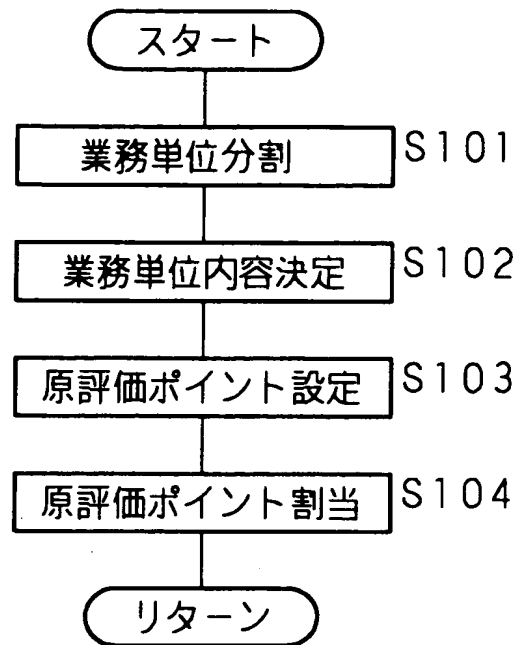 スタート
業務単位分割 S101
業務単位内容決定 S102
原評価ポイント設定 S103
原評価ポイント割当 S104
リターン